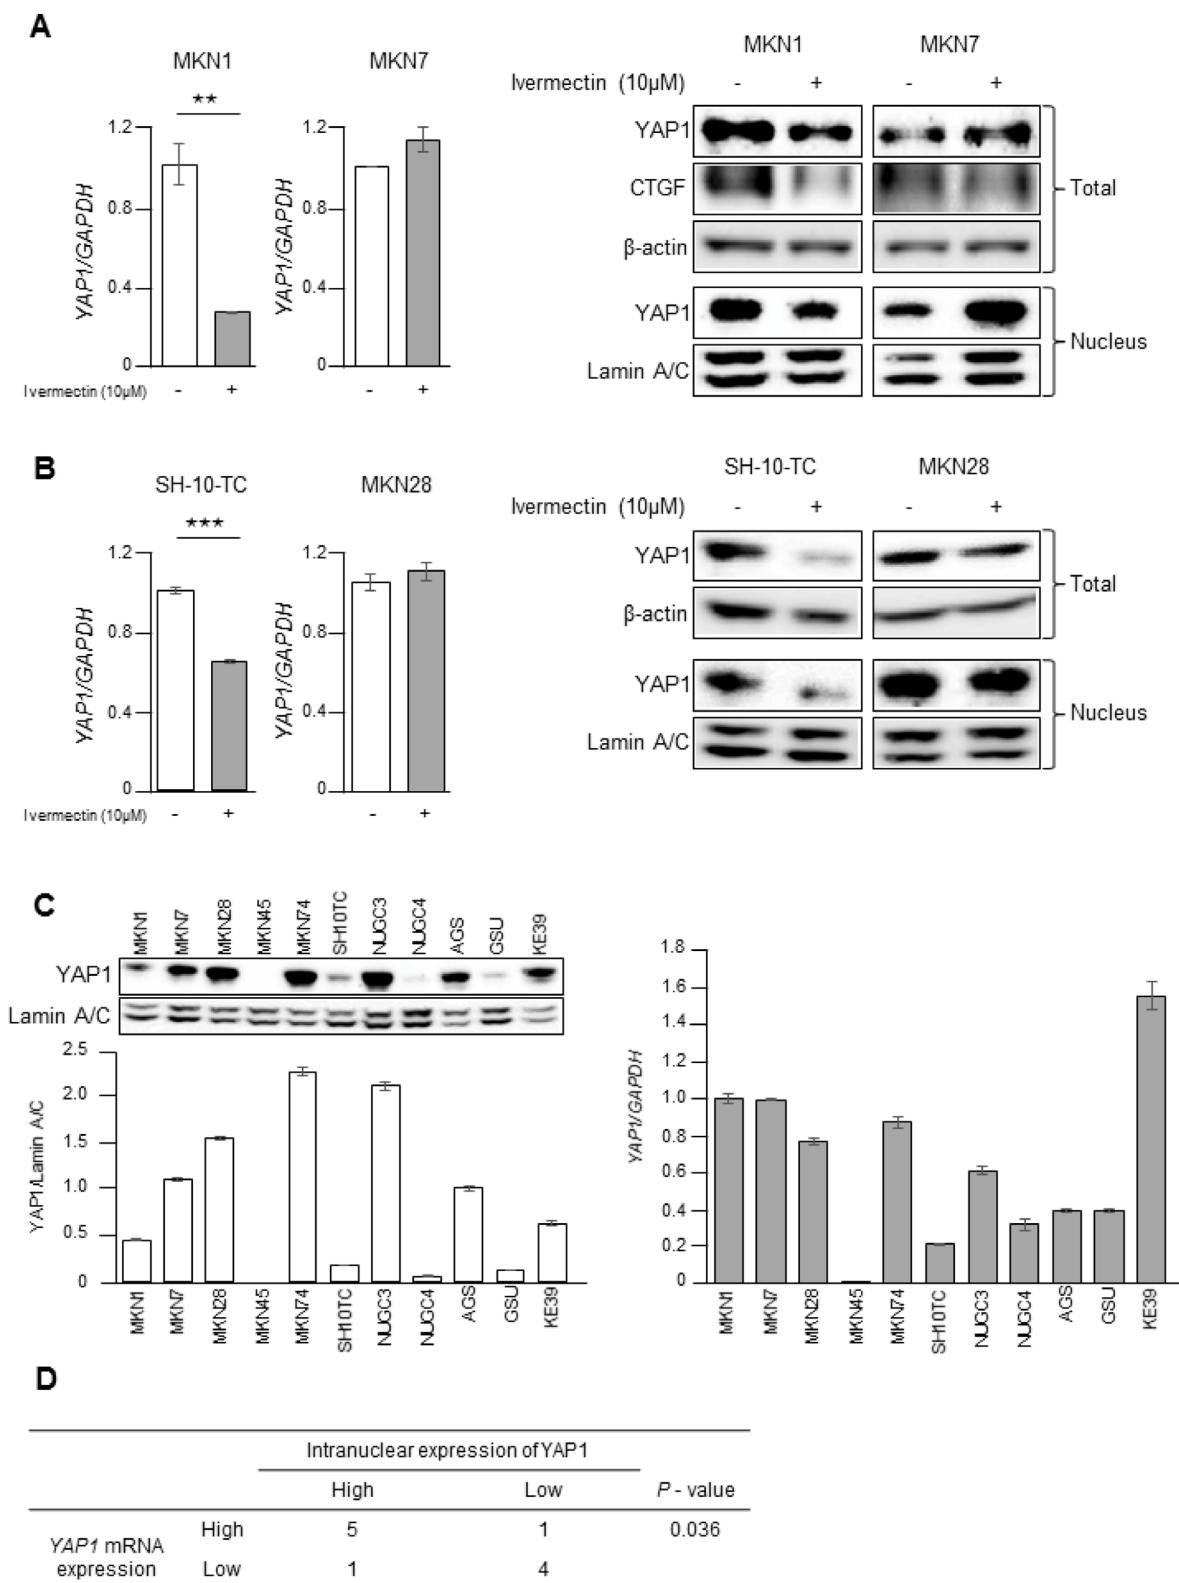 A
MKN1
MKN7
**
1.2
0.8
0.4
0
YAP1/GAPDH
1.2
0.8
0.4
0
YAP1/GAPDH
Ivermectin (10µM) - + - +
MKN1 MKN7
Ivermectin (10µM) - + - +
YAP1
CTGF
β-actin
Total
YAP1
Lamin A/C
Nucleus
B
SH-10-TC
MKN28
***
1.2
0.8
0.4
0
YAP1/GAPDH
1.2
0.8
0.4
0
YAP1/GAPDH
Ivermectin (10µM) - + - +
SH-10-TC MKN28
Ivermectin (10µM) - + - +
YAP1
β-actin
Total
YAP1
Lamin A/C
Nucleus
C
MKN1 MKN7 MKN28 MKN45 MKN74 SH10TC NUGC3 NUGC4 AGS GSU KE39
YAP1
Lamin A/C
2.5
2.0
1.5
1.0
0.5
0
YAP1/Lamin A/C
MKN1 MKN7 MKN28 MKN45 MKN74 SH10TC NUGC3 NUGC4 AGS GSU KE39
1.8
1.6
1.4
1.2
1.0
0.8
0.6
0.4
0.2
0
YAP1/GAPDH
MKN1 MKN7 MKN28 MKN45 MKN74 SH10TC NUGC3 NUGC4 AGS GSU KE39
D
Intranuclear expression of YAP1
High Low P - value
YAP1 mRNA expression
High 5 1 0.036
Low 1 4